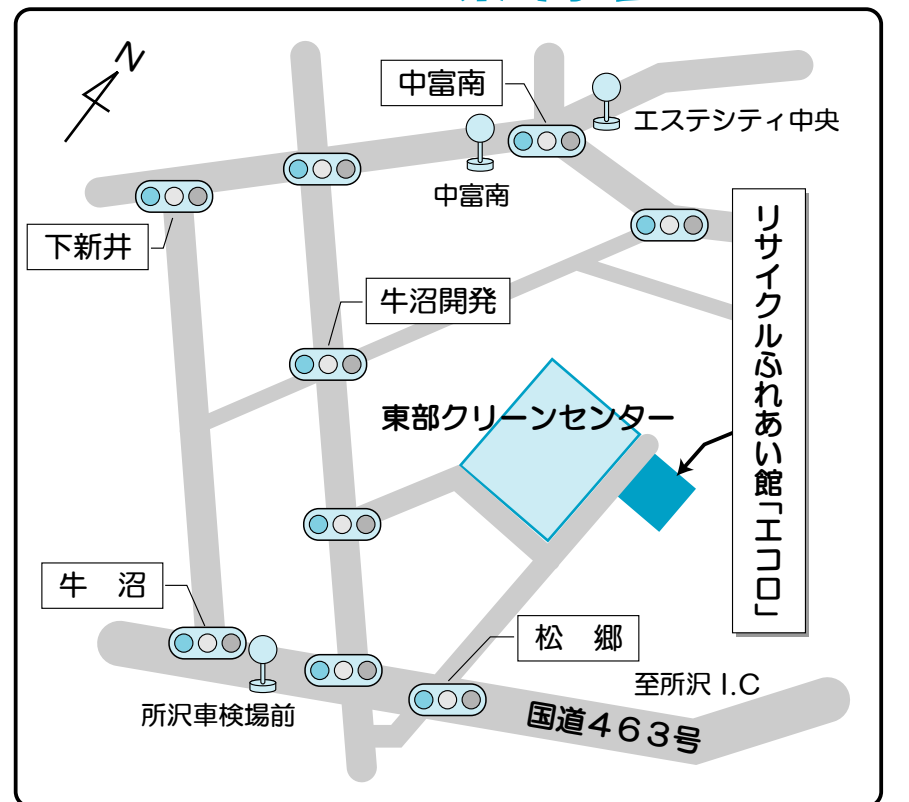 N
中富南
エステシティ中央
中富南
下新井
リサイクルふれあい館「エコロ」
牛沼開発
東部クリーンセンター
牛　沼
松　郷
至所沢 I.C
所沢車検場前
国道463号